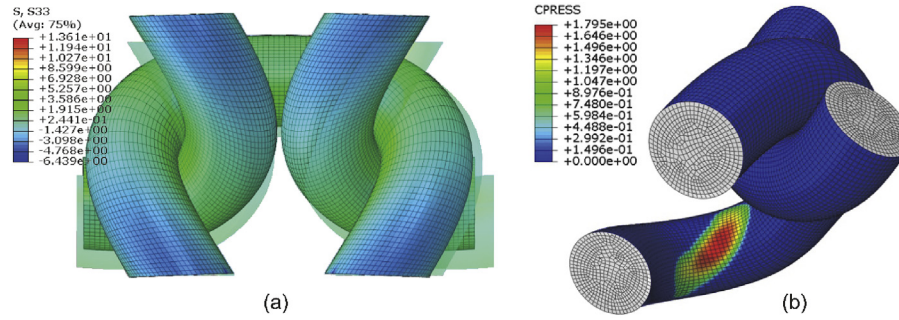 S, S33
(Avg: 75%)
+1.361e+01
+1.194e+01
+1.027e+01
+8.599e+00
+6.928e+00
+5.257e+00
+3.586e+00
+1.915e+00
+2.441e-01
-1.427e+00
-3.098e+00
-4.768e+00
-6.439e+00
(a)
CPRESS
+1.795e+00
+1.646e+00
+1.496e+00
+1.346e+00
+1.197e+00
+1.047e+00
+8.976e-01
+7.480e-01
+5.984e-01
+4.488e-01
+2.992e-01
+1.496e-01
+0.000e+00
(b)